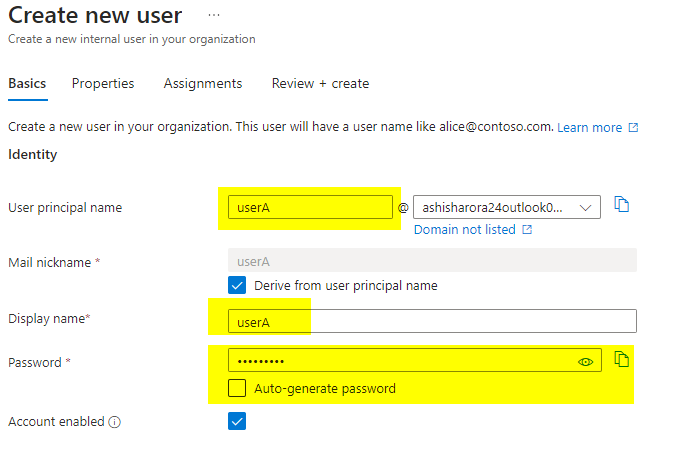 Create new user ...
Create a new internal user in your organization
Basics Properties Assignments Review + create
Create a new user in your organization. This user will have a user name like alice@contoso.com. Learn more
Identity
User principal name userA @ ashisharora24outlook0...
Domain not listed
Mail nickname * userA
Derive from user principal name
Display name* userA
Password * •••••••••
Auto-generate password
Account enabled